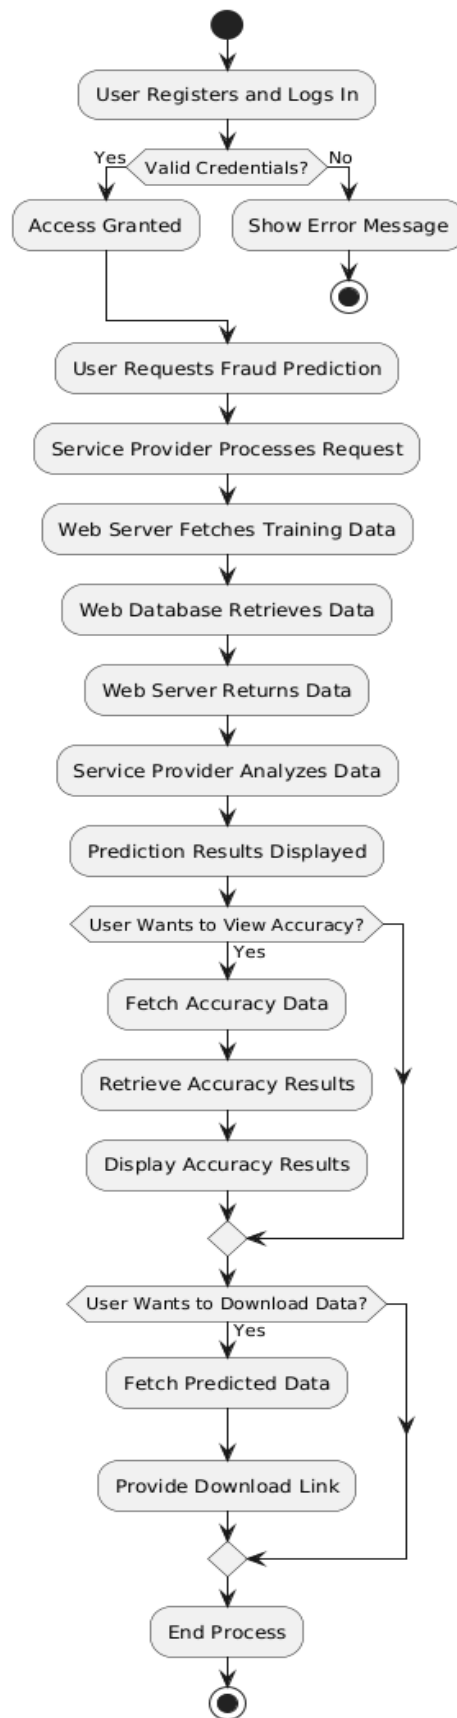 User Registers and Logs In
Yes
Valid Credentials?
No
Access Granted
Show Error Message
User Requests Fraud Prediction
Service Provider Processes Request
Web Server Fetches Training Data
Web Database Retrieves Data
Web Server Returns Data
Service Provider Analyzes Data
Prediction Results Displayed
User Wants to View Accuracy?
Yes
Fetch Accuracy Data
Retrieve Accuracy Results
Display Accuracy Results
User Wants to Download Data?
Yes
Fetch Predicted Data
Provide Download Link
End Process